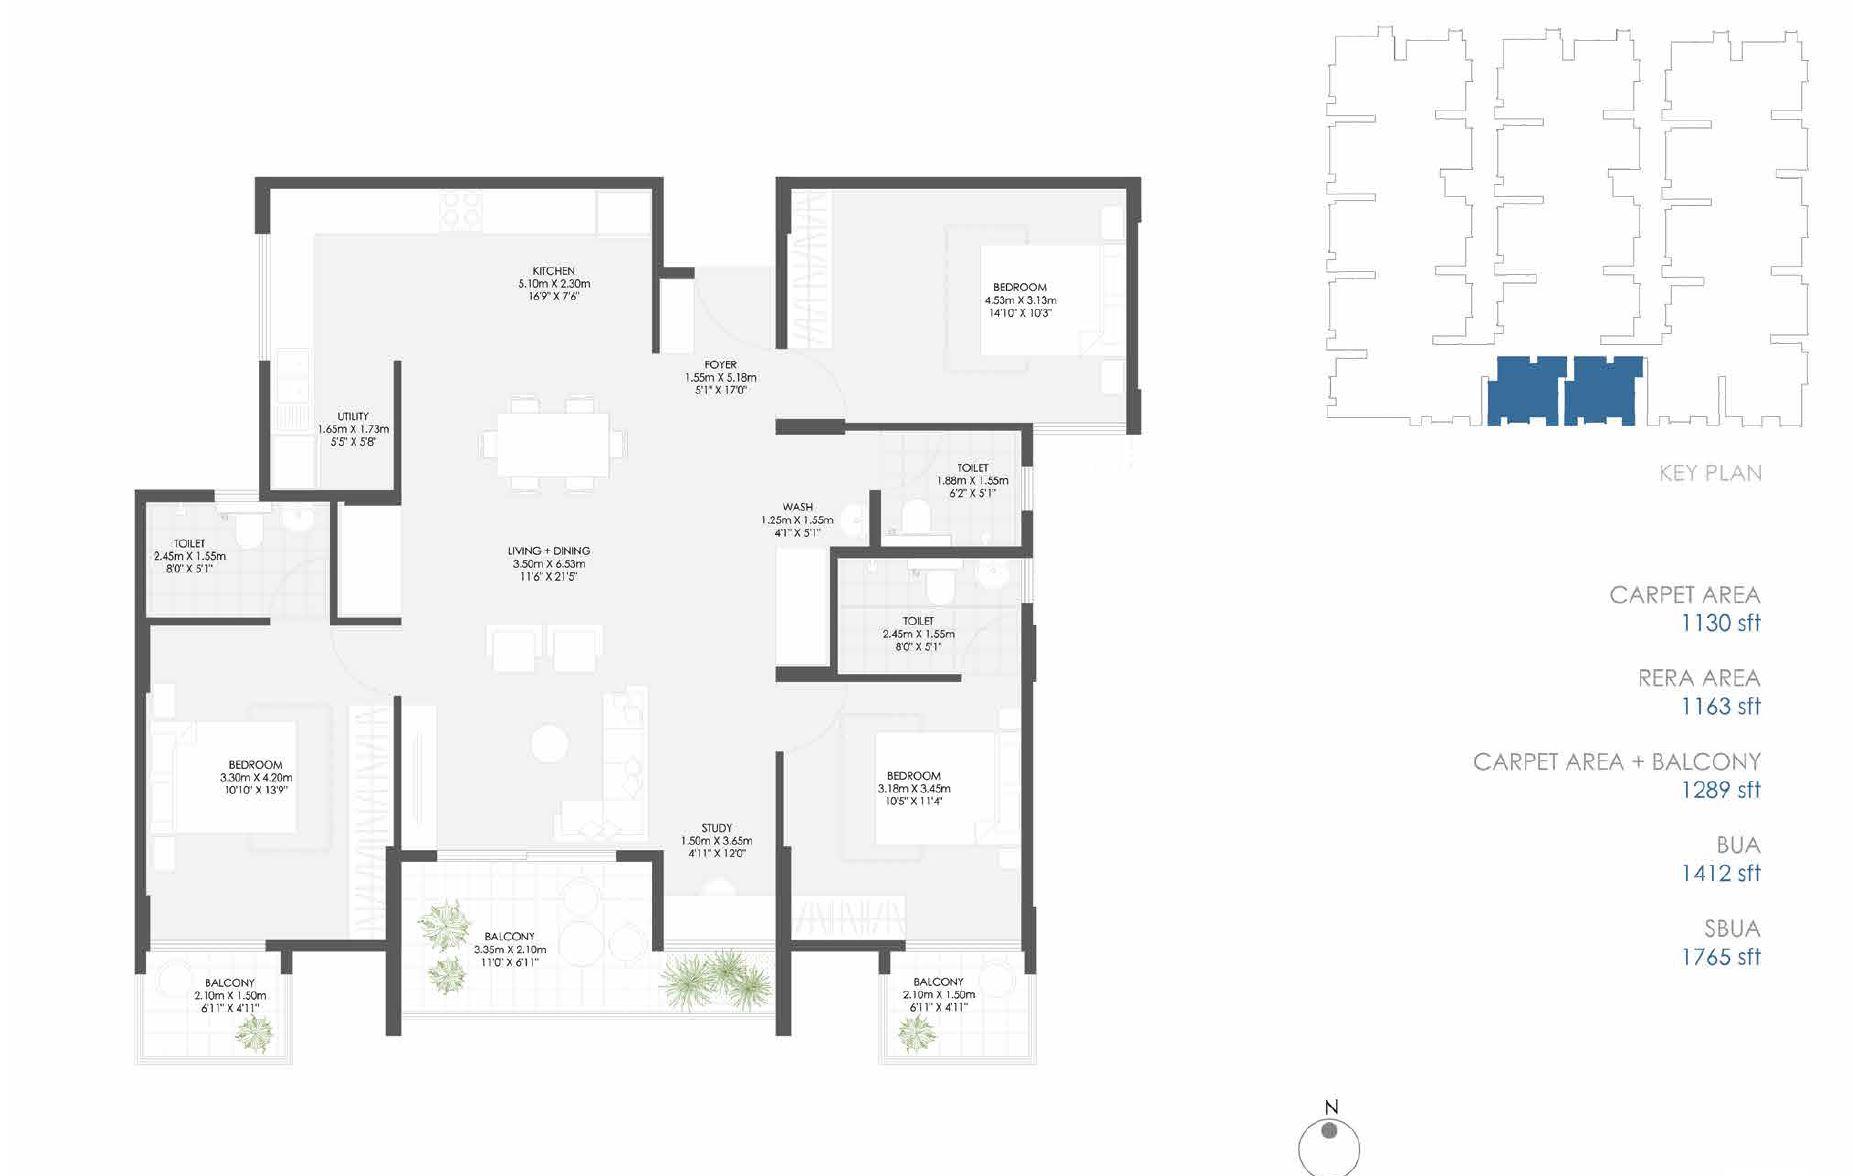 KITCHEN
5.10m X 2.30m
16'9" X 7'6"
BEDROOM
4.53m X 3.13m
14'10" X 10'3"
FOYER
1.55m X 5.18m
5'1" X 17'0"
UTILITY
1.65m X 1.73m
5'5" X 5'8"
TOILET
1.88m X 1.55m
6'2" X 5'1"
WASH
1.25m X 1.55m
4'1" X 5'1"
TOILET
2.45m X 1.55m
8'0" X 5'1"
LIVING + DINING
3.50m X 6.53m
11'6" X 21'5"
TOILET
2.45m X 1.55m
8'0" X 5'1"
BEDROOM
3.30m X 4.20m
10'10" X 13'9"
BEDROOM
3.18m X 3.45m
10'5" X 11'4"
STUDY
1.50m X 3.65m
4'11" X 12'0"
BALCONY
3.35m X 2.10m
11'0" X 6'11"
BALCONY
2.10m X 1.50m
6'11" X 4'11"
BALCONY
2.10m X 1.50m
6'11" X 4'11"
KEY PLAN
CARPET AREA
1130 sft
RERA AREA
1163 sft
CARPET AREA + BALCONY
1289 sft
BUA
1412 sft
SBUA
1765 sft
N